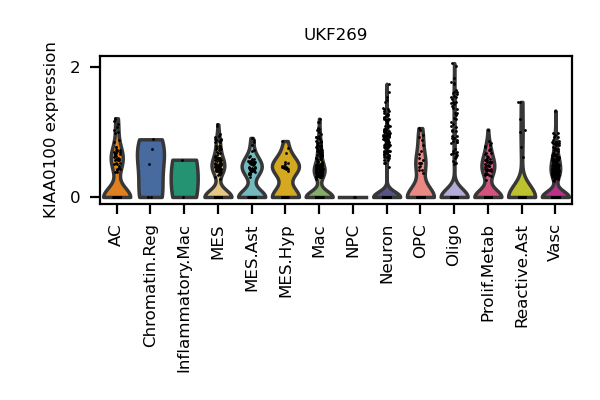 UKF269
KIAA0100 expression
2
0
AC
Chromatin.Reg
Inflammatory.Mac
MES
MES.Ast
MES.Hyp
Mac
NPC
Neuron
OPC
Oligo
Prolif.Metab
Reactive.Ast
Vasc